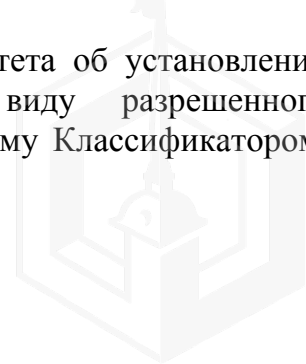 тета об установлени
виду разрешенног
му Классификатором